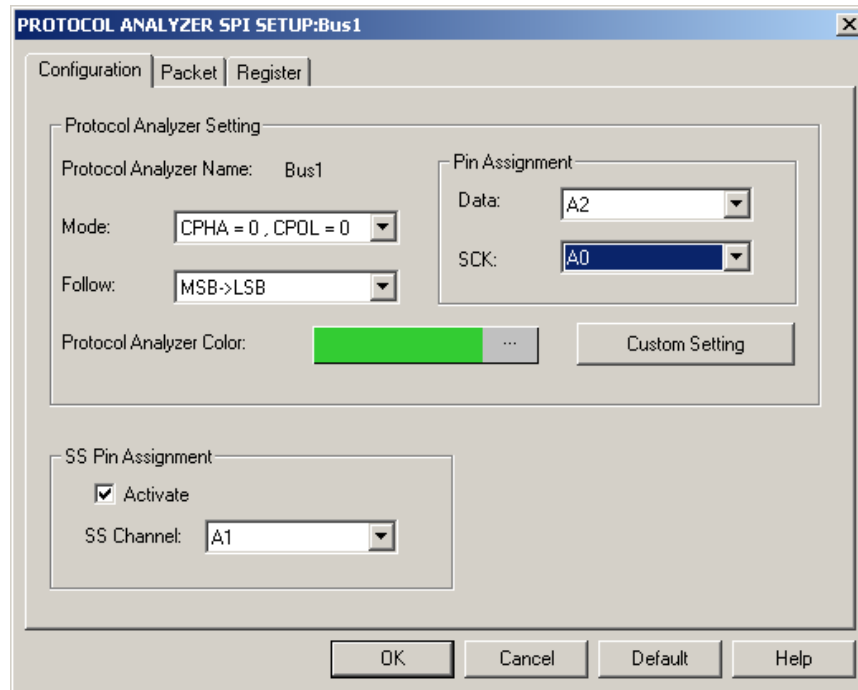 PROTOCOL ANALYZER SPI SETUP:Bus1
Configuration Packet Register
Protocol Analyzer Setting
Protocol Analyzer Name: Bus1
Mode: CPHA = 0 , CPOL = 0
Follow: MSB->LSB
Pin Assignment
Data: A2
SCK: A0
Protocol Analyzer Color: ... Custom Setting
SS Pin Assignment
Activate
SS Channel: A1
OK Cancel Default Help